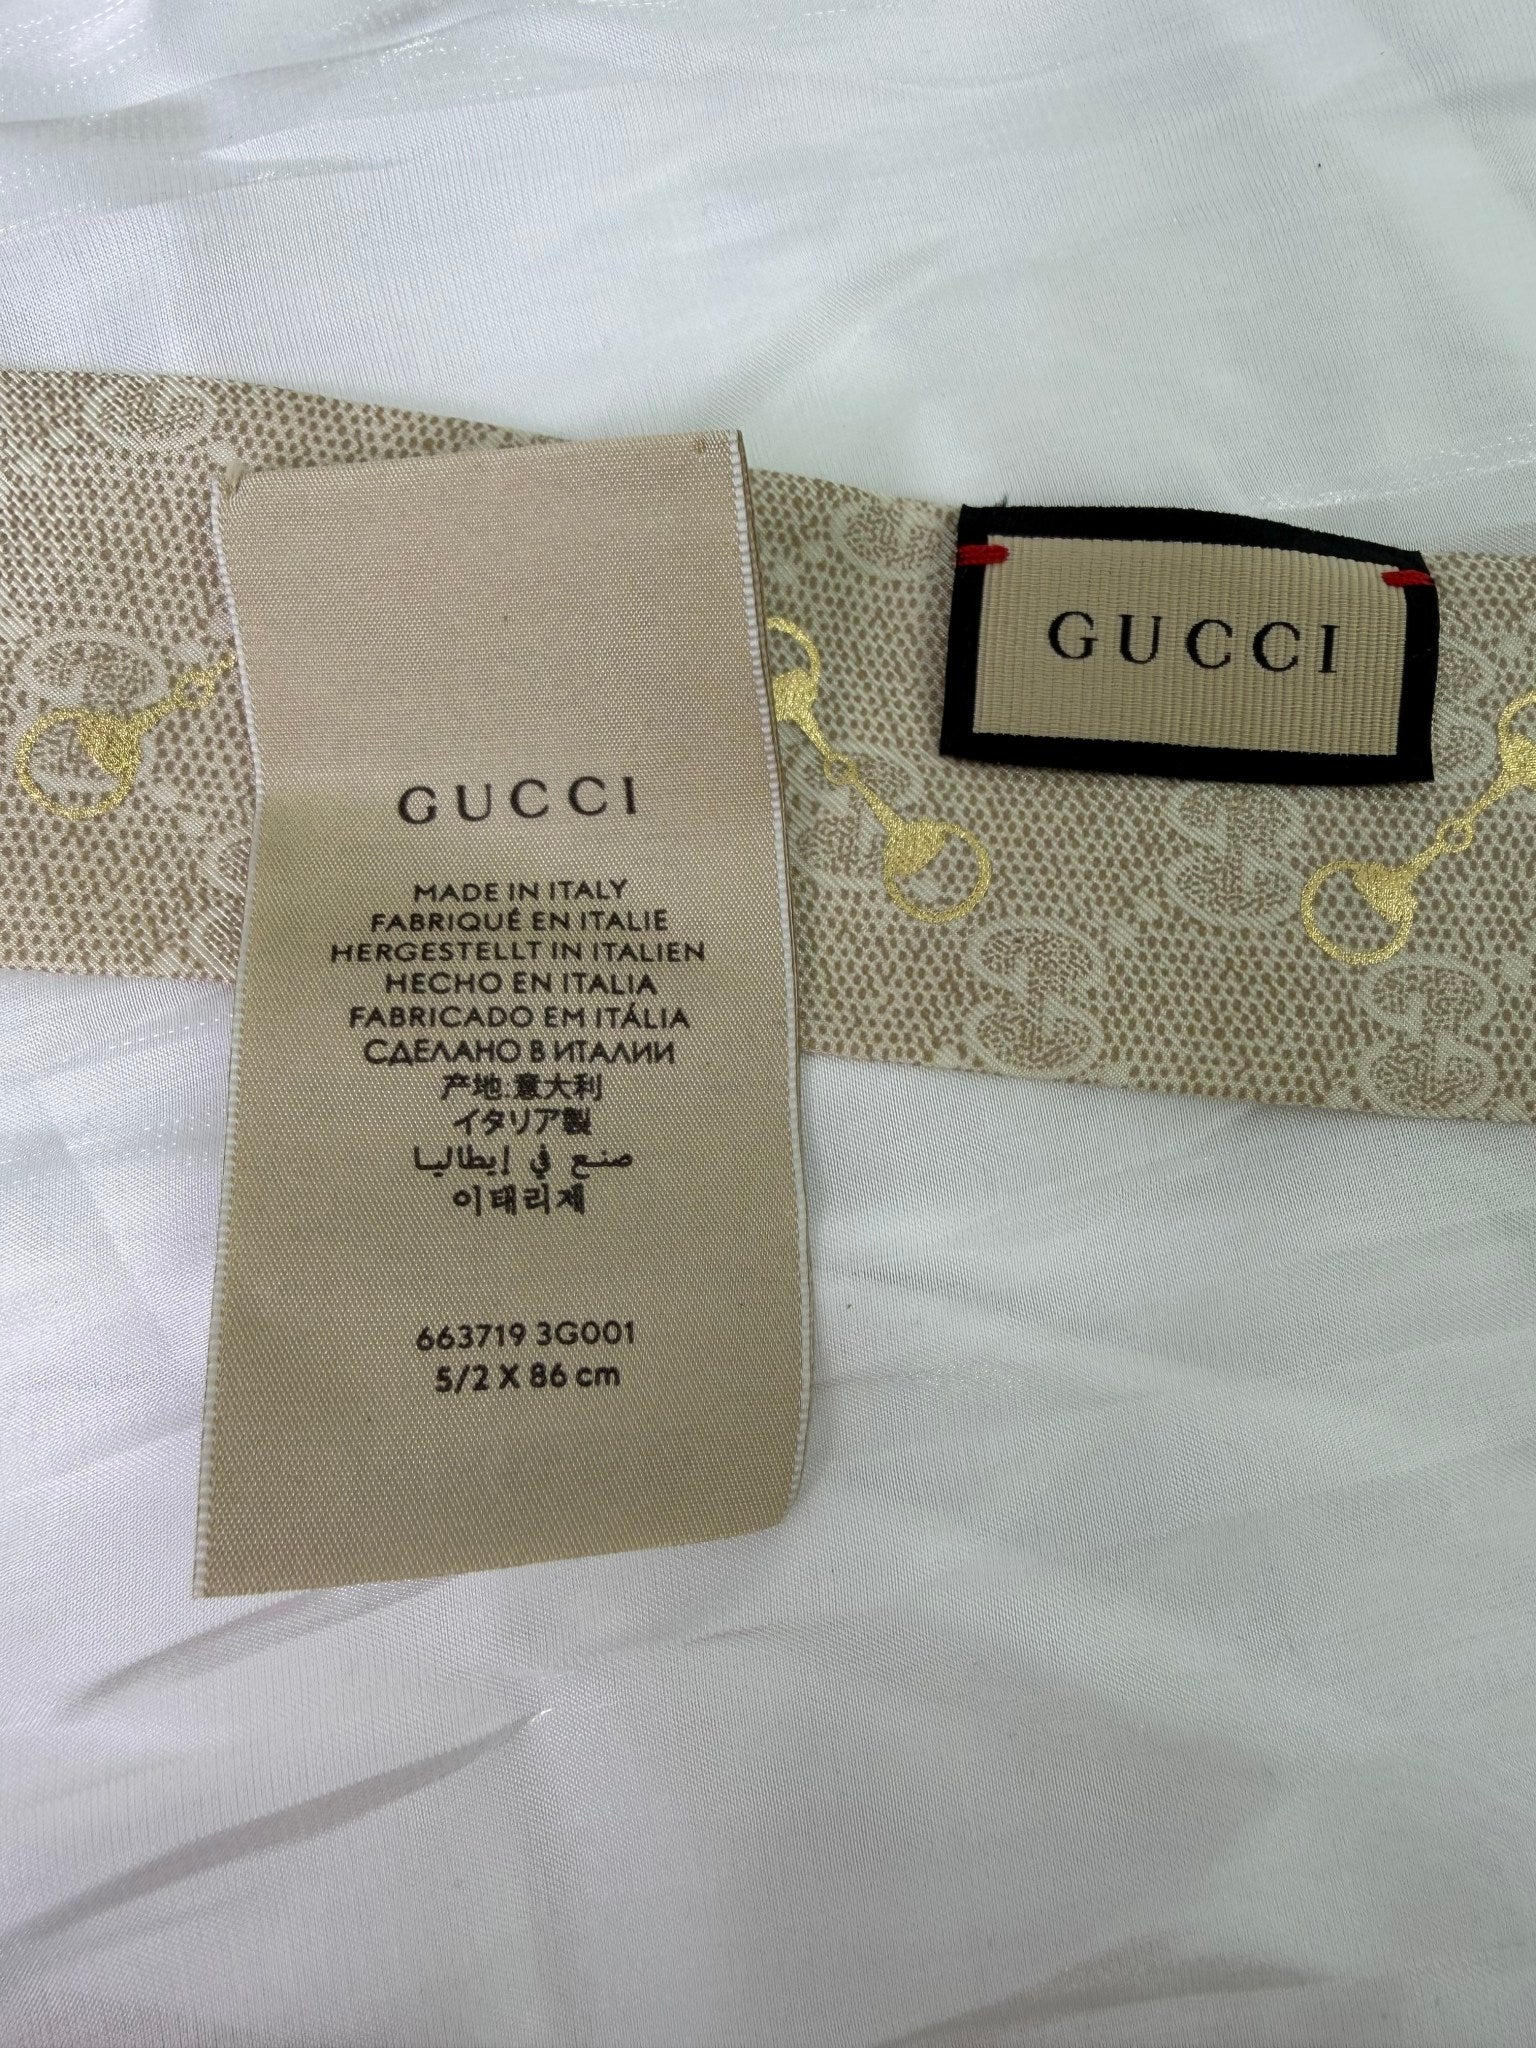 GUCCI
GUCCI
MADE IN ITALY
FABRIQUÉ EN ITALIE
HERGESTELLT IN ITALIEN
HECHO EN ITALIA
FABRICADO EM ITÁLIA
СДЕЛАНО В ИТАЛИИ
产地:意大利
イタリア製
صنع في إيطاليا
이태리제
663719 3G001
5/2 X 86 cm